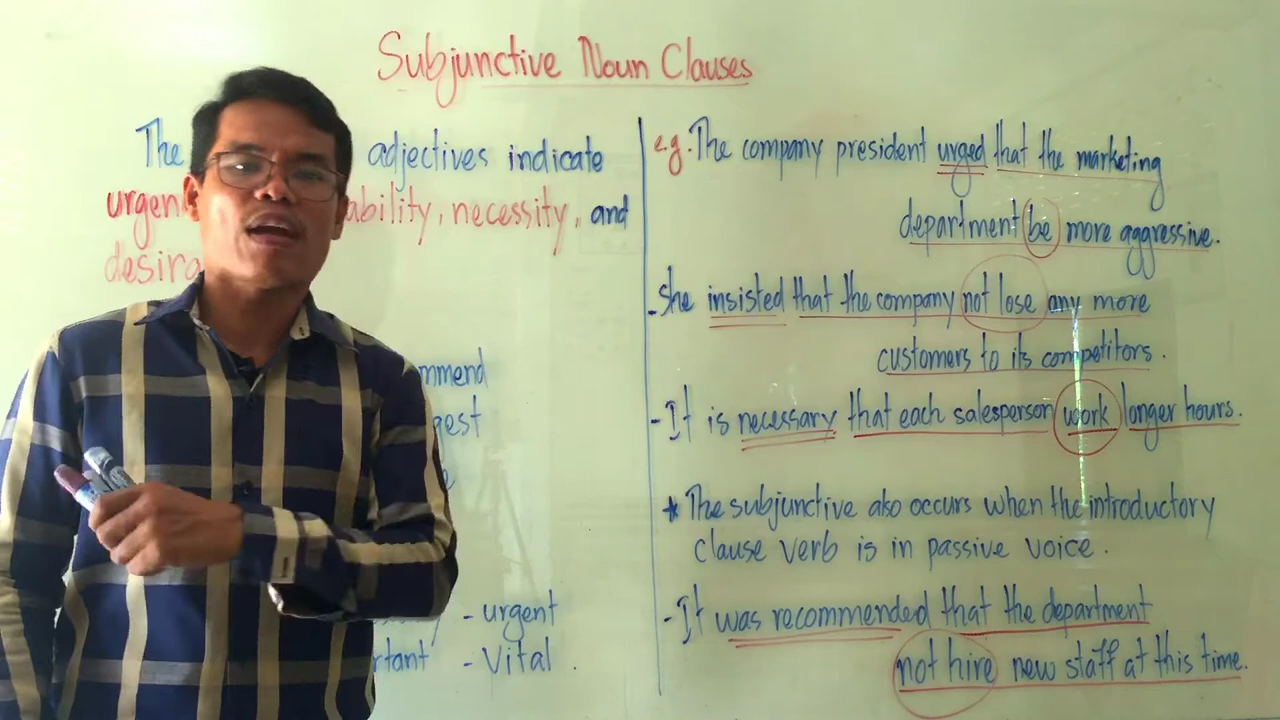 Subjunctive Noun Clauses
The adjectives indicate
urgen ability, necessity, and
desira
mmend
gest
e
- urgent
rtant - Vital .
e.g. The company president urged that the marketing
department be more aggressive.
- She insisted that the company not lose any more
customers to its competitors.
- It is necessary that each salesperson work longer hours.
* The subjunctive also occurs when the introductory
clause verb is in passive voice.
- It was recommended that the department
not hire new staff at this time.